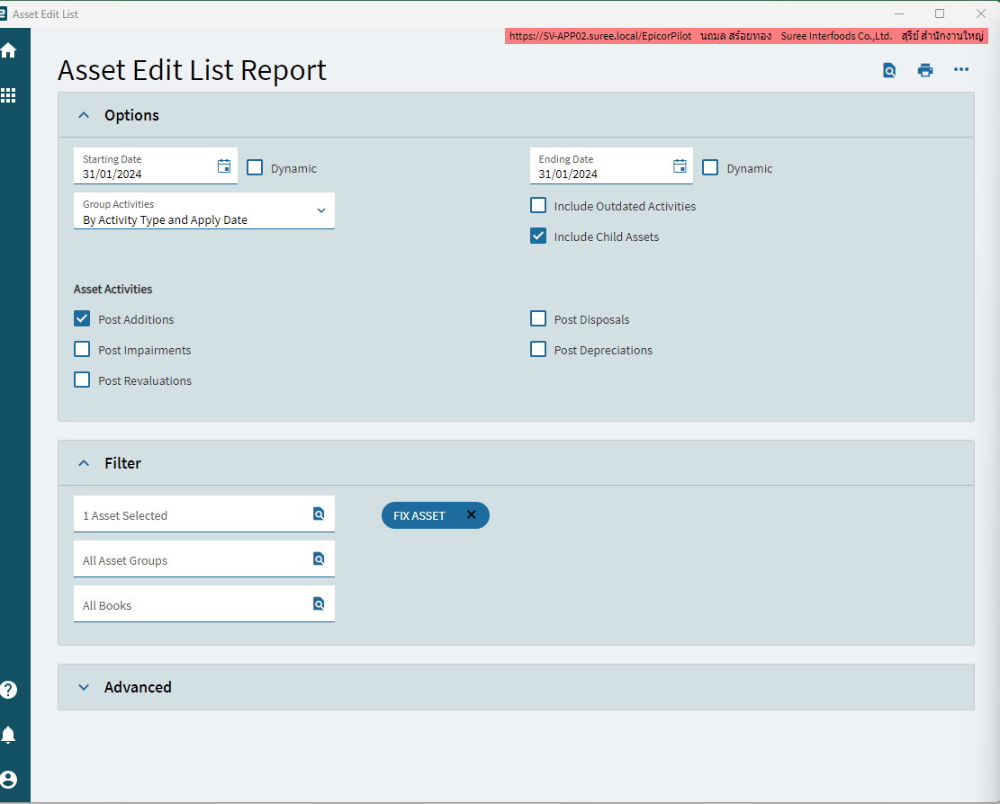 Asset Edit List
https://SV-APP02.suree.local/EpicorPilot นฤมล สร้อยทอง Suree Interfoods Co.,Ltd. สุรีย์ สำนักงานใหญ่
Asset Edit List Report
Options
Starting Date
31/01/2024
Dynamic
Ending Date
31/01/2024
Dynamic
Group Activities
By Activity Type and Apply Date
Include Outdated Activities
Include Child Assets
Asset Activities
Post Additions
Post Disposals
Post Impairments
Post Depreciations
Post Revaluations
Filter
1 Asset Selected
FIX ASSET
All Asset Groups
All Books
Advanced